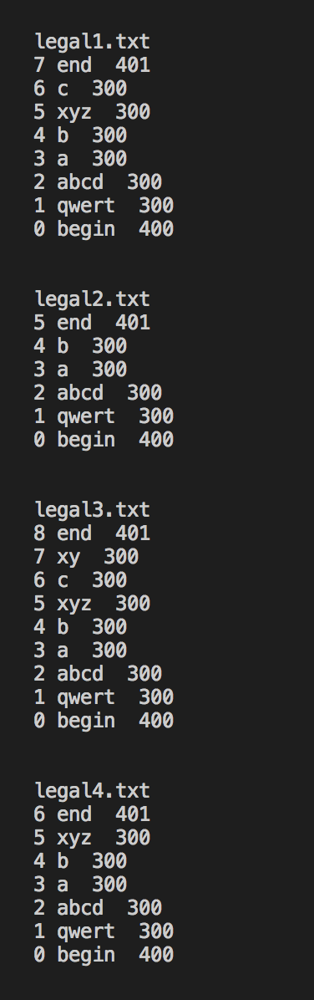 legal1.txt
7 end  401
6 c  300
5 xyz  300
4 b  300
3 a  300
2 abcd  300
1 qwert  300
0 begin  400
legal2.txt
5 end  401
4 b  300
3 a  300
2 abcd  300
1 qwert  300
0 begin  400
legal3.txt
8 end  401
7 xy  300
6 c  300
5 xyz  300
4 b  300
3 a  300
2 abcd  300
1 qwert  300
0 begin  400
legal4.txt
6 end  401
5 xyz  300
4 b  300
3 a  300
2 abcd  300
1 qwert  300
0 begin  400